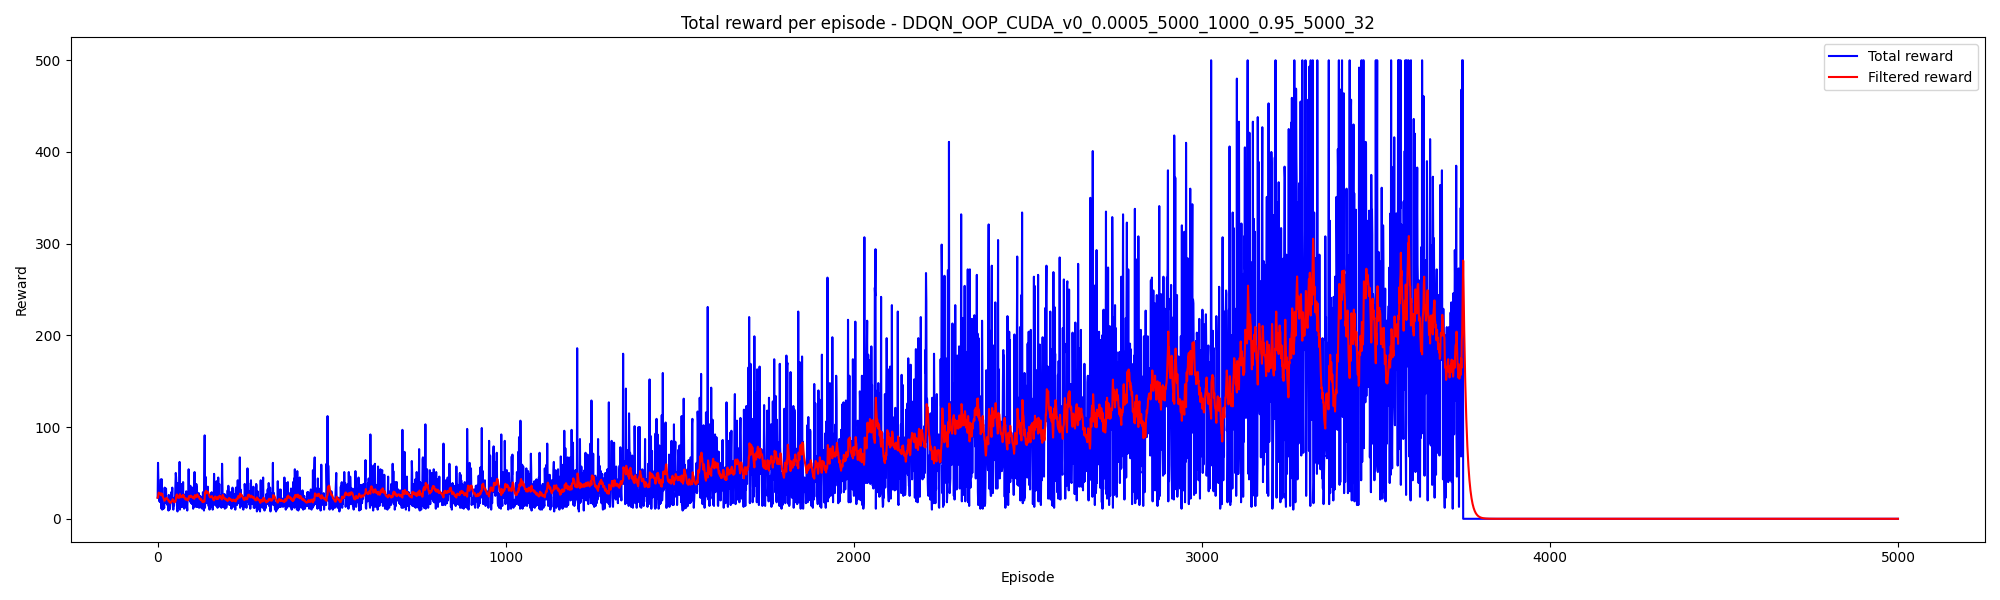 Total reward per episode - DDQN_OOP_CUDA_v0_0.0005_5000_1000_0.95_5000_32
Total reward
Filtered reward
500
400
300
200
100
0
Reward
0 1000 2000 3000 4000 5000
Episode